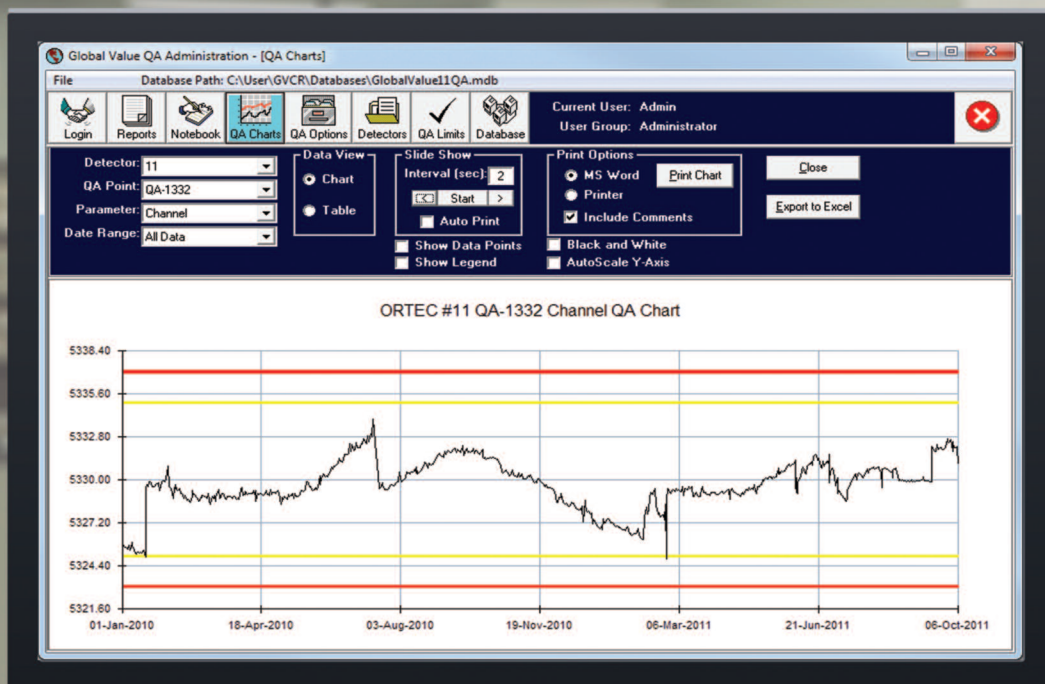 Global Value QA Administration - [QA Charts]
File Database Path: C:\User\GVCR\Databases\GlobalValue11QA.mdb
Login Reports Notebook QA Charts QA Options Detectors QA Limits Database
Current User: Admin
User Group: Administrator
Detector: 11
QA Point: QA-1332
Parameter: Channel
Date Range: All Data
Data View
Chart
Table
Slide Show
Interval (sec): 2
< Start >
Auto Print
Show Data Points
Show Legend
Print Options
MS Word Print Chart
Printer
Include Comments
Black and White
AutoScale Y-Axis
Close
Export to Excel
ORTEC #11 QA-1332 Channel QA Chart
5338.40
5335.60
5332.80
5330.00
5327.20
5324.40
5321.60
01-Jan-2010 18-Apr-2010 03-Aug-2010 19-Nov-2010 06-Mar-2011 21-Jun-2011 06-Oct-2011